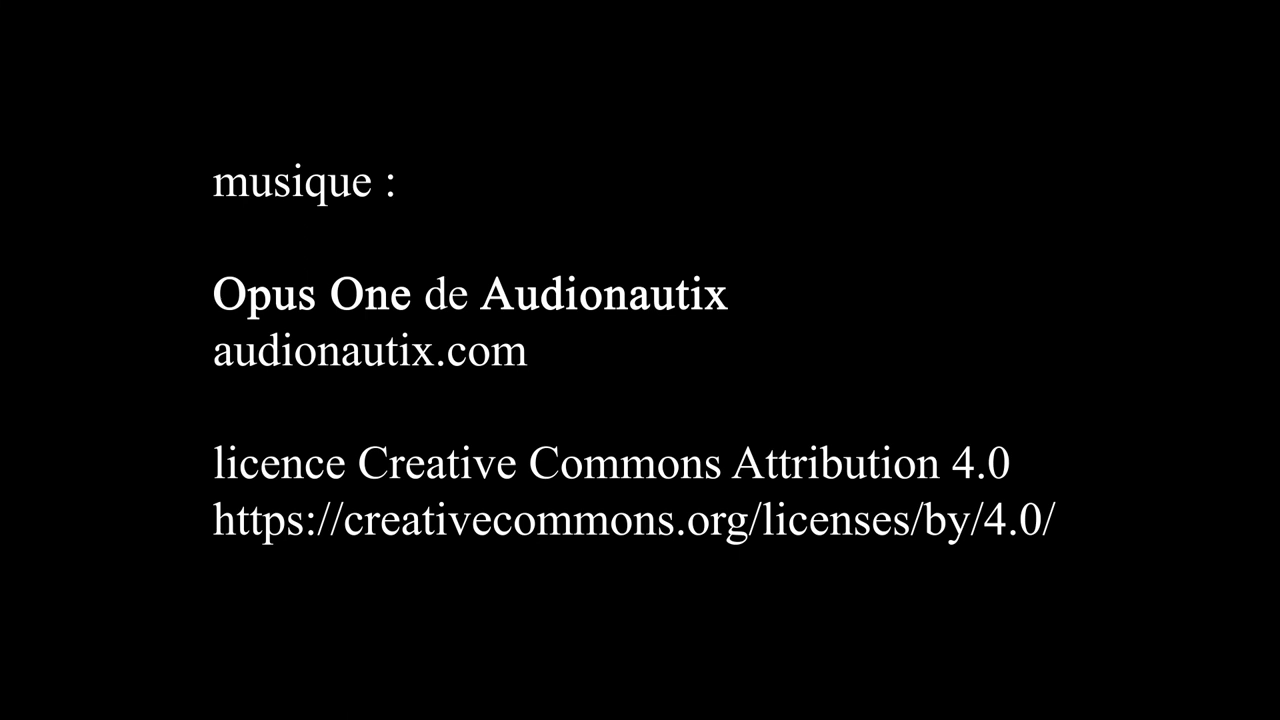 musique :
Opus One de Audionautix
audionautix.com
licence Creative Commons Attribution 4.0
https://creativecommons.org/licenses/by/4.0/